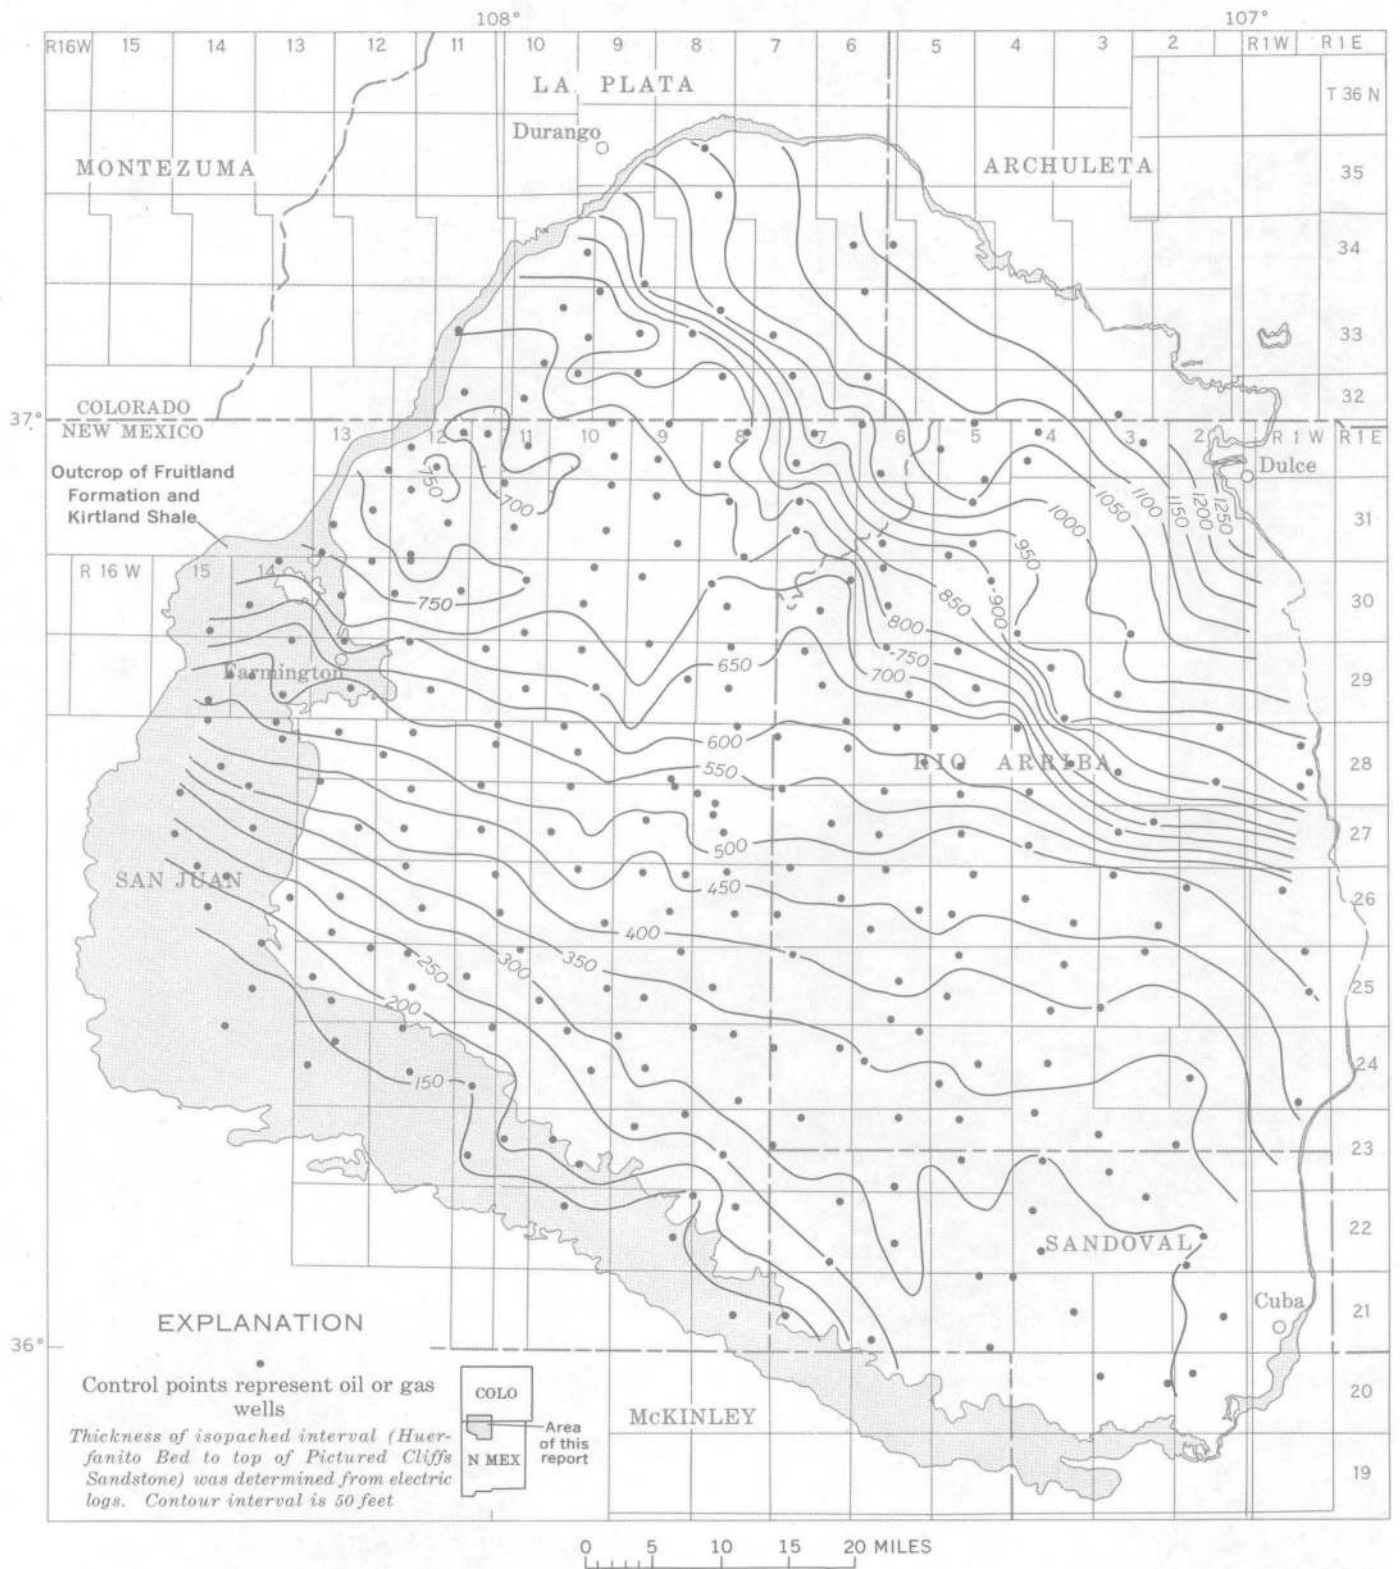 108° 107°
R16W 15 14 13 12 11 10 9 8 7 6 5 4 3 2 R1W R1E
LA PLATA
T 36 N
Durango
MONTEZUMA
ARCHULETA
35
34
33
32
COLORADO
37°
NEW MEXICO
13 12 11 10 9 8 7 6 5 4 3 2 R 1 W R1E
Outcrop of Fruitland
Formation and
Kirtland Shale
Dulce
750
700
1000
1050
1100
1150
1200
1250
31
950
R 16 W 15 14
750
850
-900
30
800
-750
Farmington
650
700
29
600
RIO ARRIBA
550
28
500
27
SAN JUAN
450
26
400
350
300
250
200
25
24
150
23
22
SANDOVAL
EXPLANATION
Cuba
21
36°
Control points represent oil or gas
wells
Thickness of isopached interval (Huer-
fanito Bed to top of Pictured Cliffs
Sandstone) was determined from electric
logs. Contour interval is 50 feet
COLO
N MEX
Area
of this
report
McKINLEY
20
19
0 5 10 15 20 MILES